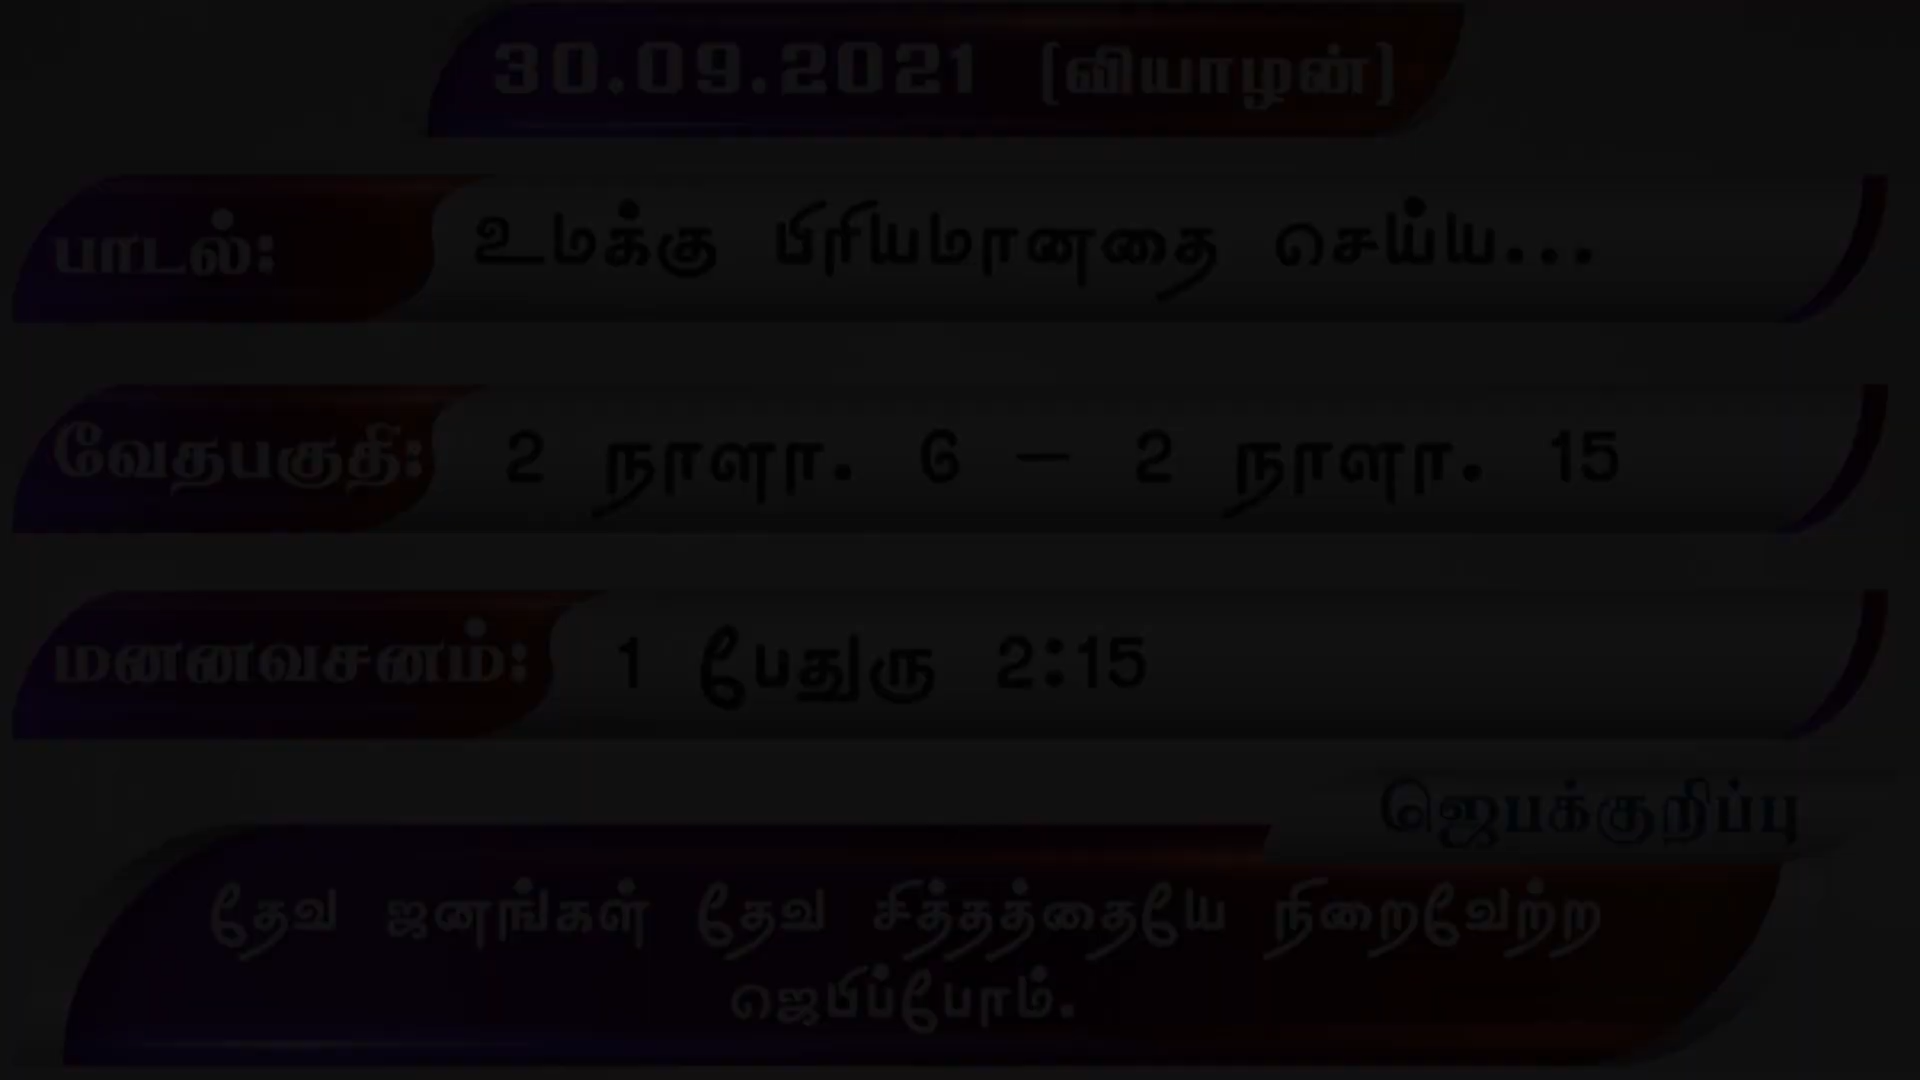 30.09.2021 (வியாழன்)
பாடல்: உமக்கு பிரியமானதை செய்ய...
வேதபகுதி: 2 நாளா. 6 – 2 நாளா. 15
மனனவசனம்: 1 பேதுரு 2:15
ஜெபக்குறிப்பு
தேவ ஜனங்கள் தேவ சித்தத்தையே நிறைவேற்ற
ஜெபிப்போம்.